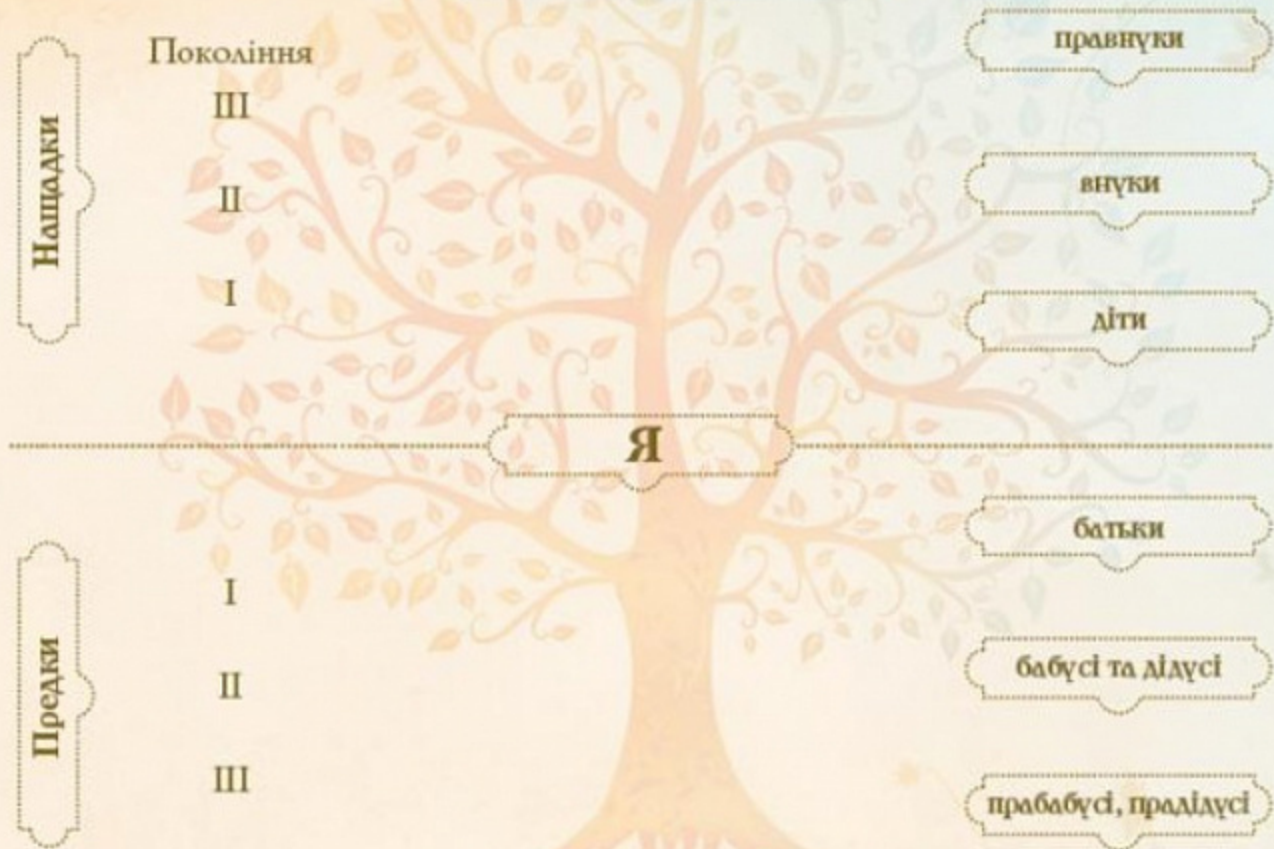 Нащадки
Покоління
III
II
I
правнуки
внуки
діти
Я
Предки
I
II
III
батьки
бабусі та дідусі
прабабусі, прадідусі